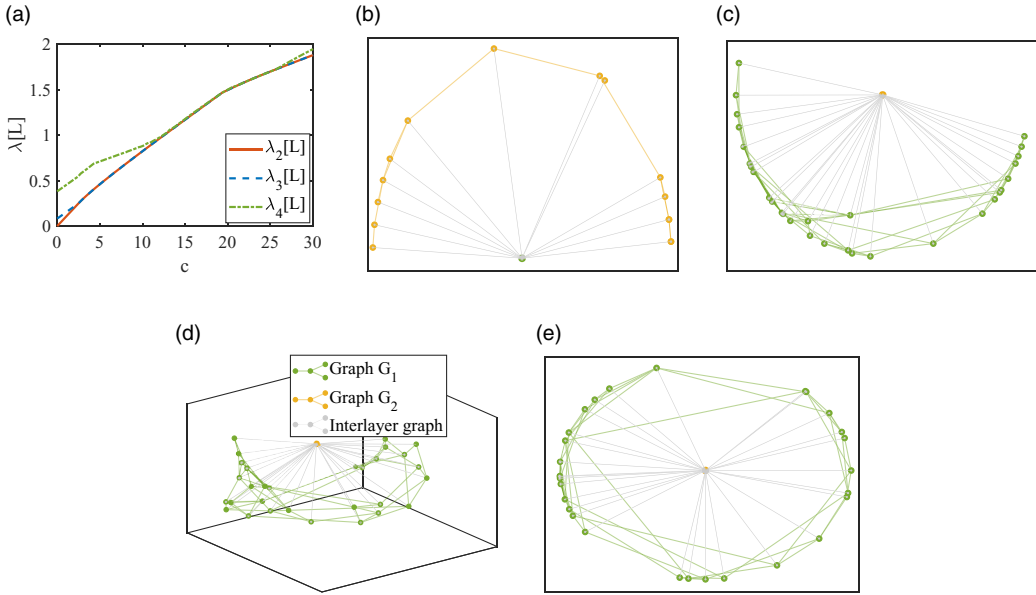 (a)
λ[L]
2
1.5
1
0.5
0
0 5 10 15 20 25 30
c
λ₂[L]
λ₃[L]
λ₄[L]
(b)
(c)
(d)
Graph G₁
Graph G₂
Interlayer graph
(e)